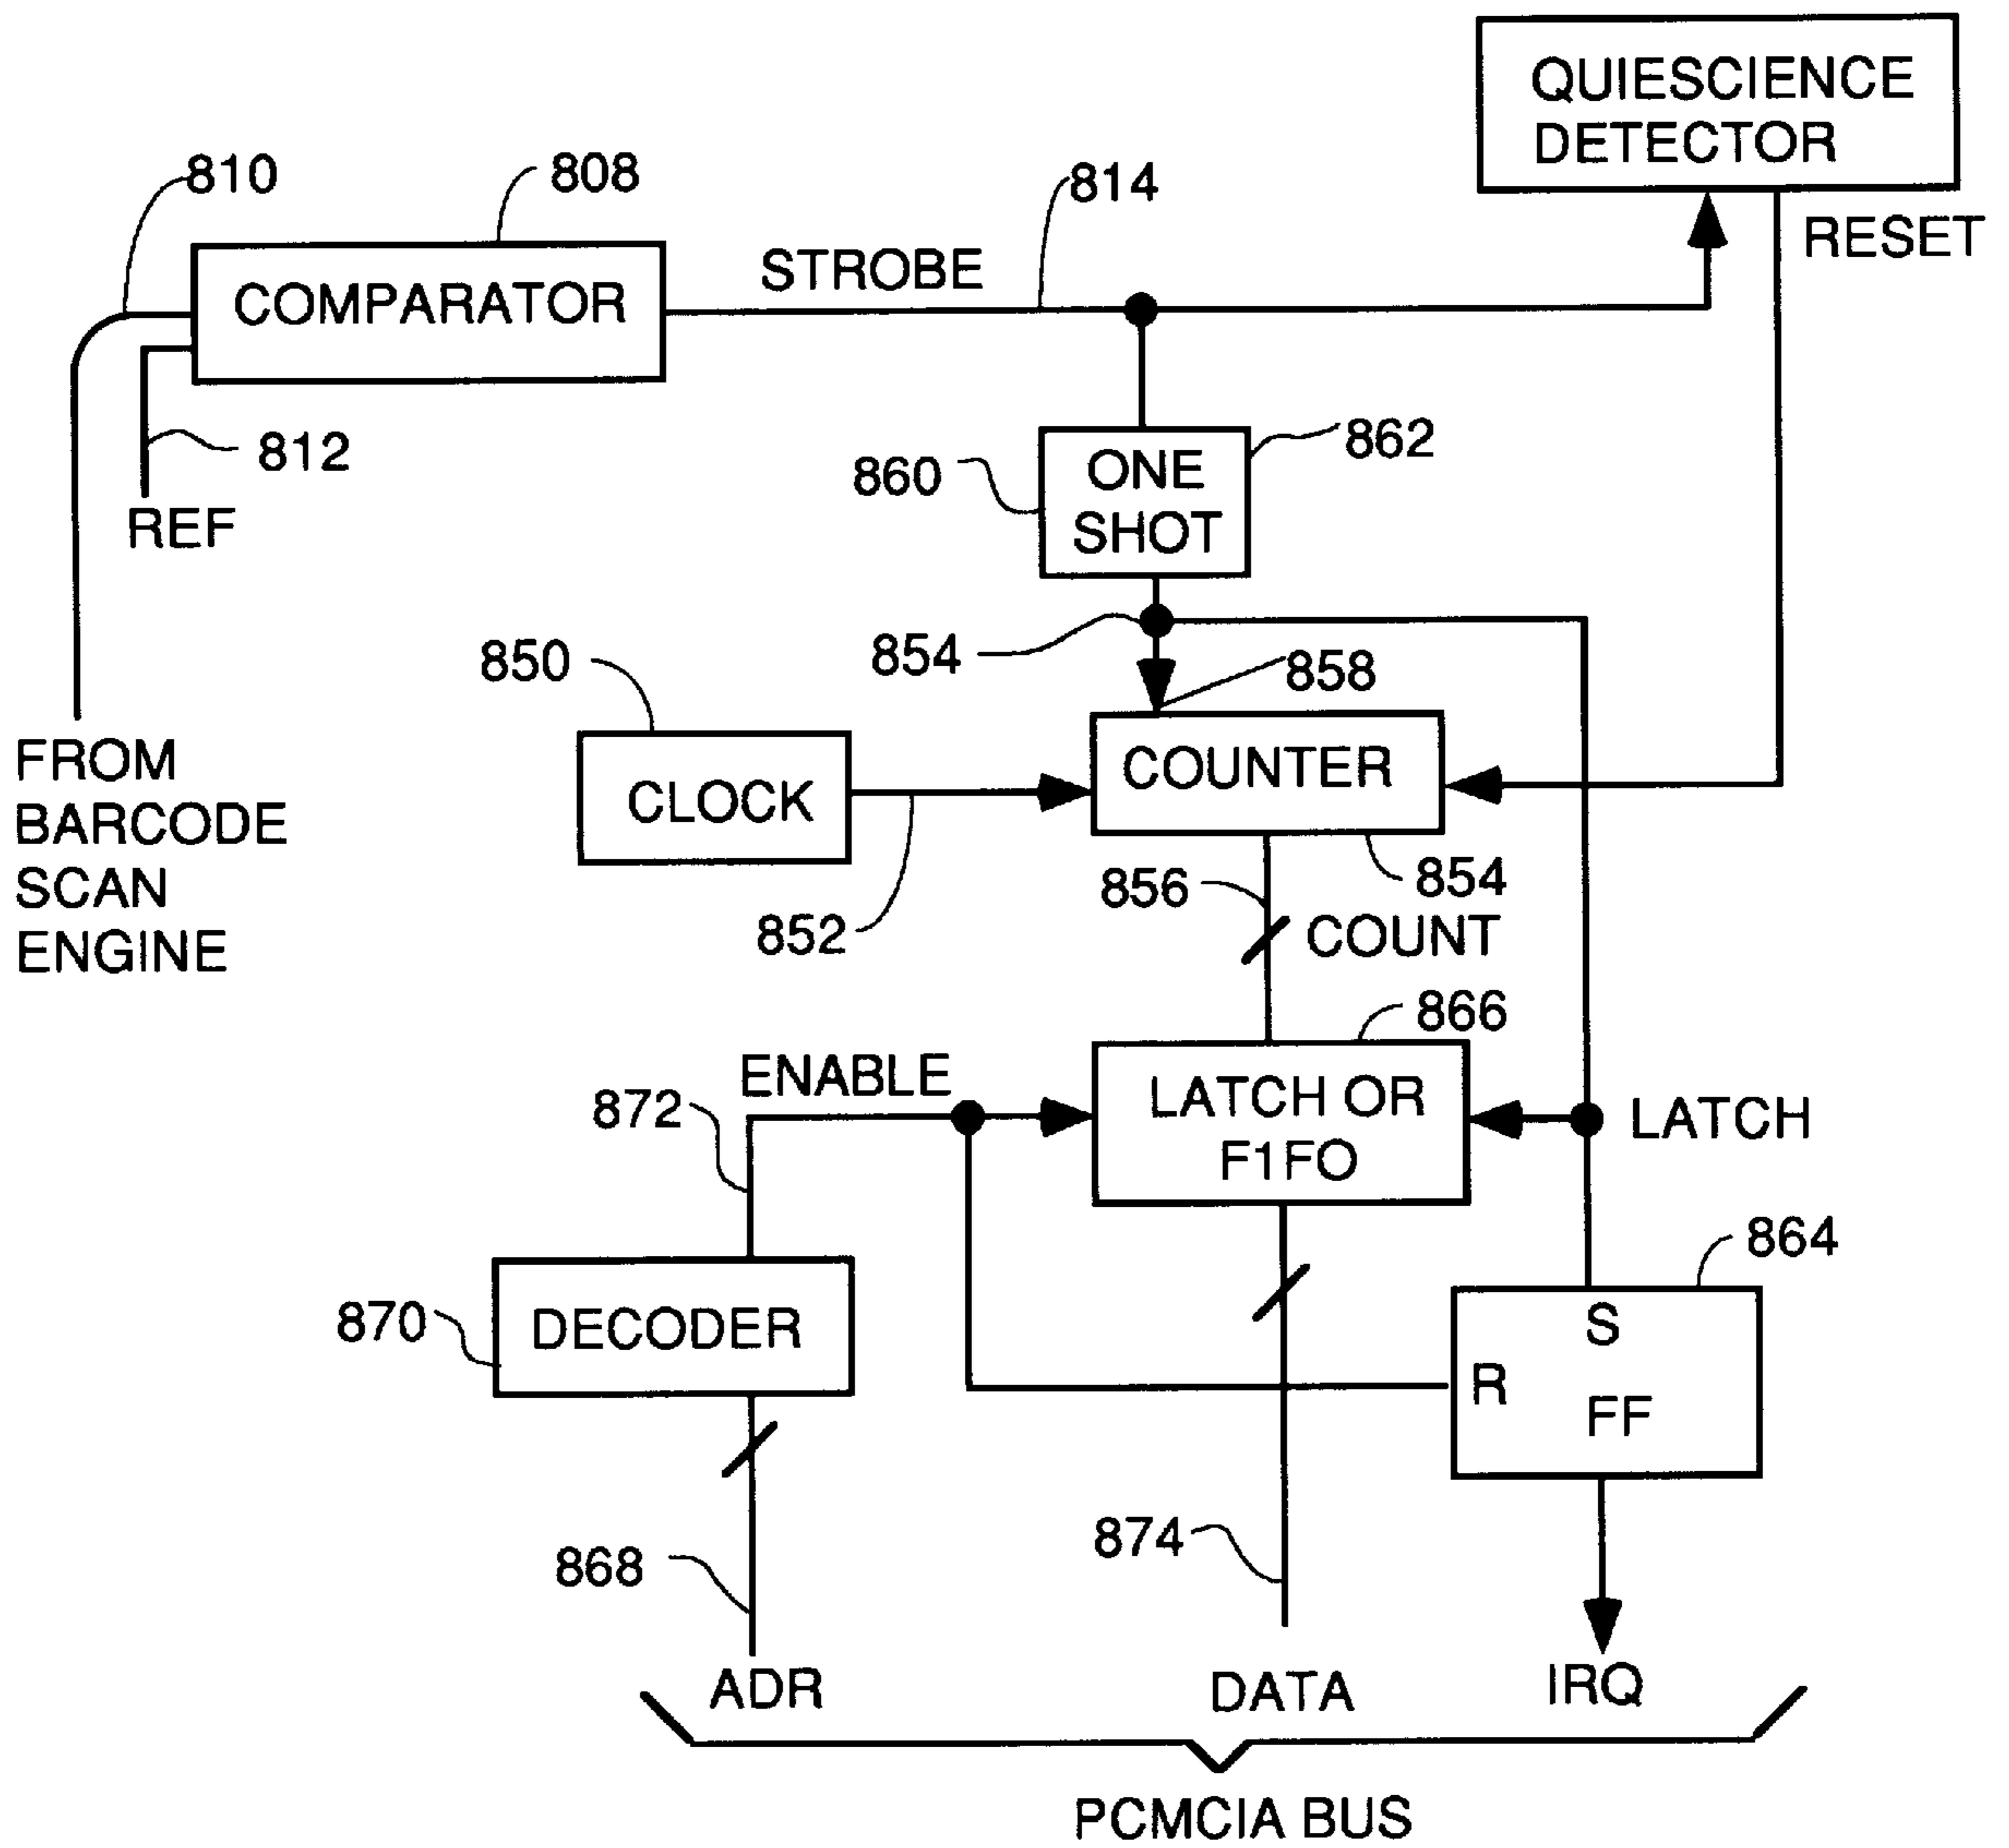 QUIESCIENCE
DETECTOR
810
808
814
RESET
STROBE
COMPARATOR
812
REF
862
860
ONE
SHOT
854
858
850
COUNTER
CLOCK
FROM
BARCODE
SCAN
ENGINE
852
856
854
COUNT
866
ENABLE
872
LATCH OR
F1FO
LATCH
864
870
DECODER
S
R
FF
868
874
ADR
DATA
IRQ
PCMCIA BUS